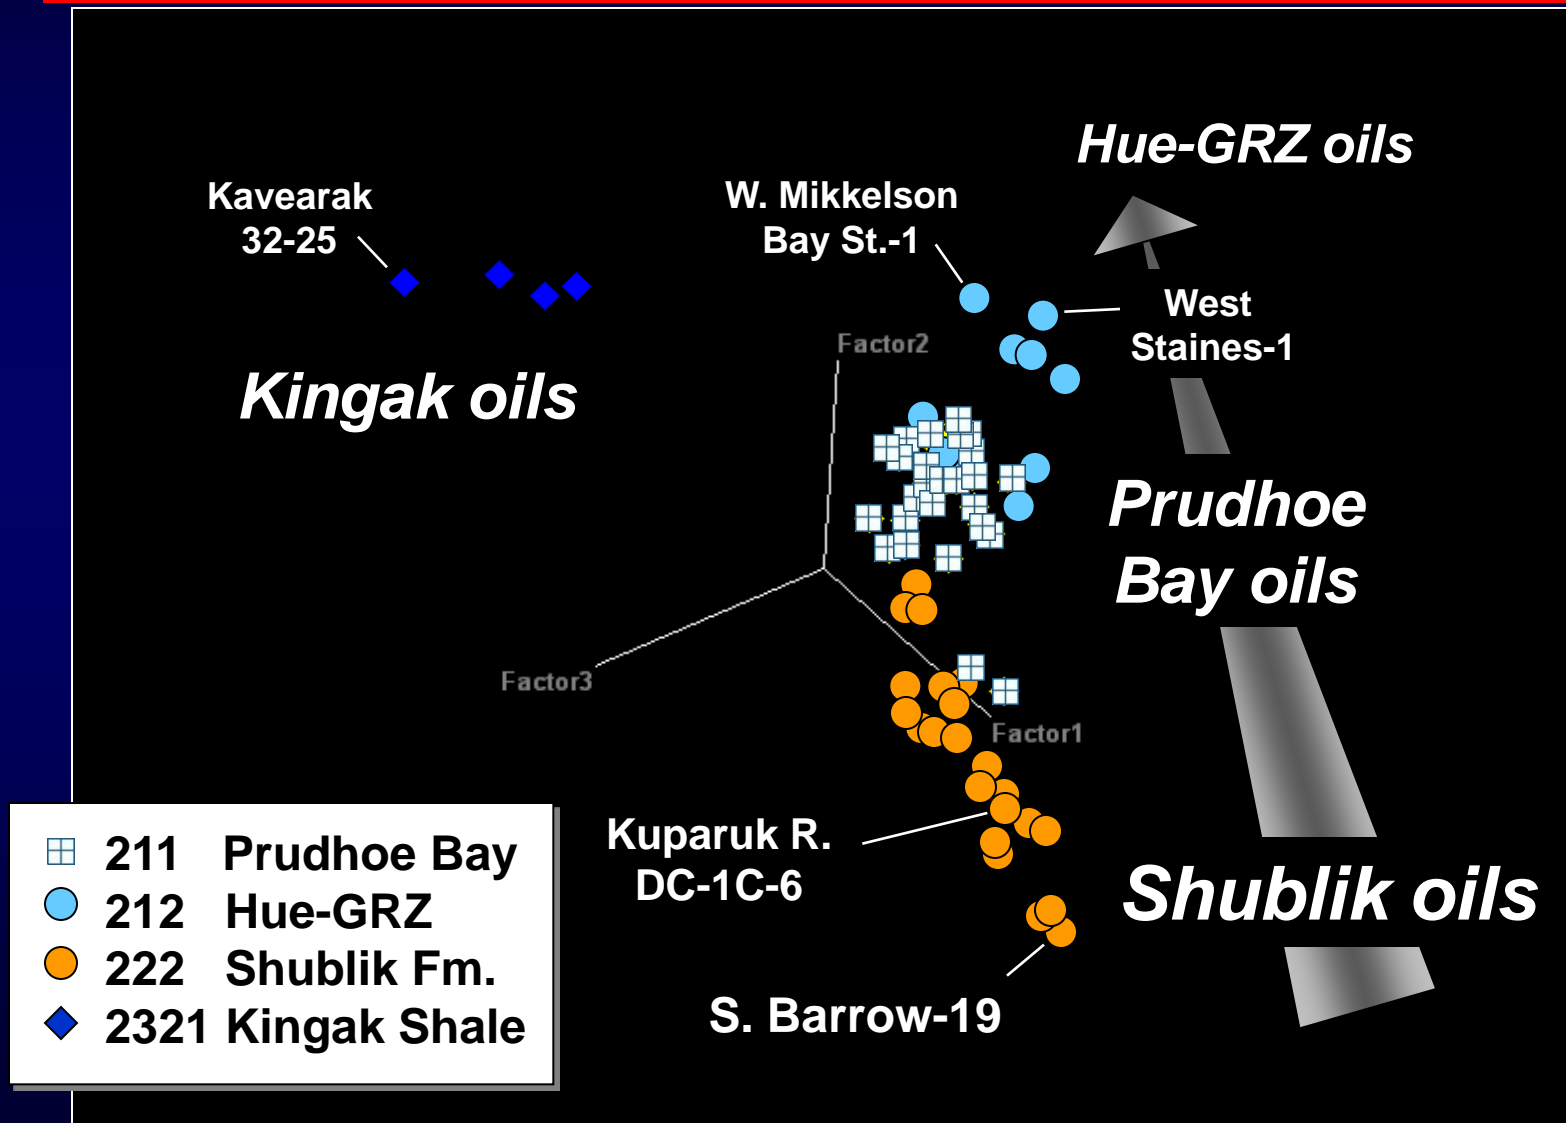 Hue-GRZ oils
Kavearak
32-25
W. Mikkelson
Bay St.-1
West
Staines-1
Factor2
Kingak oils
Prudhoe
Bay oils
Factor3
Factor1
Kuparuk R.
DC-1C-6
Shublik oils
S. Barrow-19
211 Prudhoe Bay
212 Hue-GRZ
222 Shublik Fm.
2321 Kingak Shale